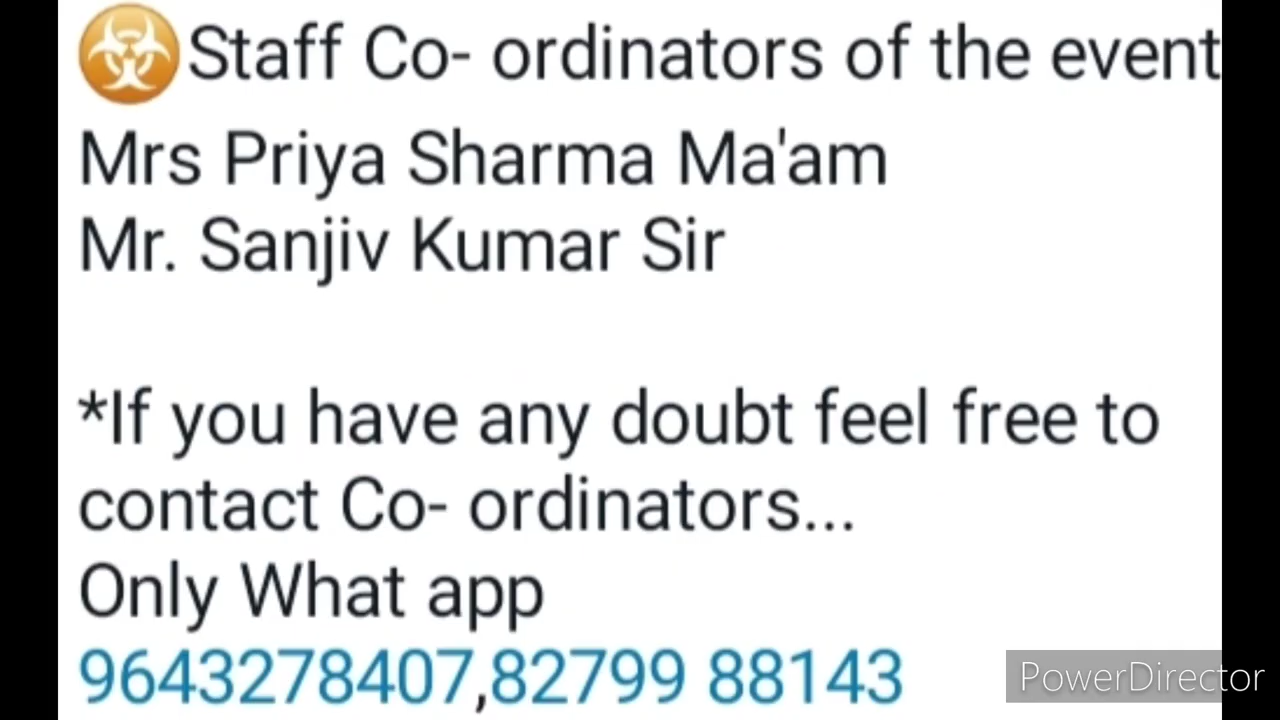 ☣Staff Co- ordinators of the event
Mrs Priya Sharma Ma'am
Mr. Sanjiv Kumar Sir
*If you have any doubt feel free to
contact Co- ordinators...
Only What app
9643278407,82799 88143
PowerDirector